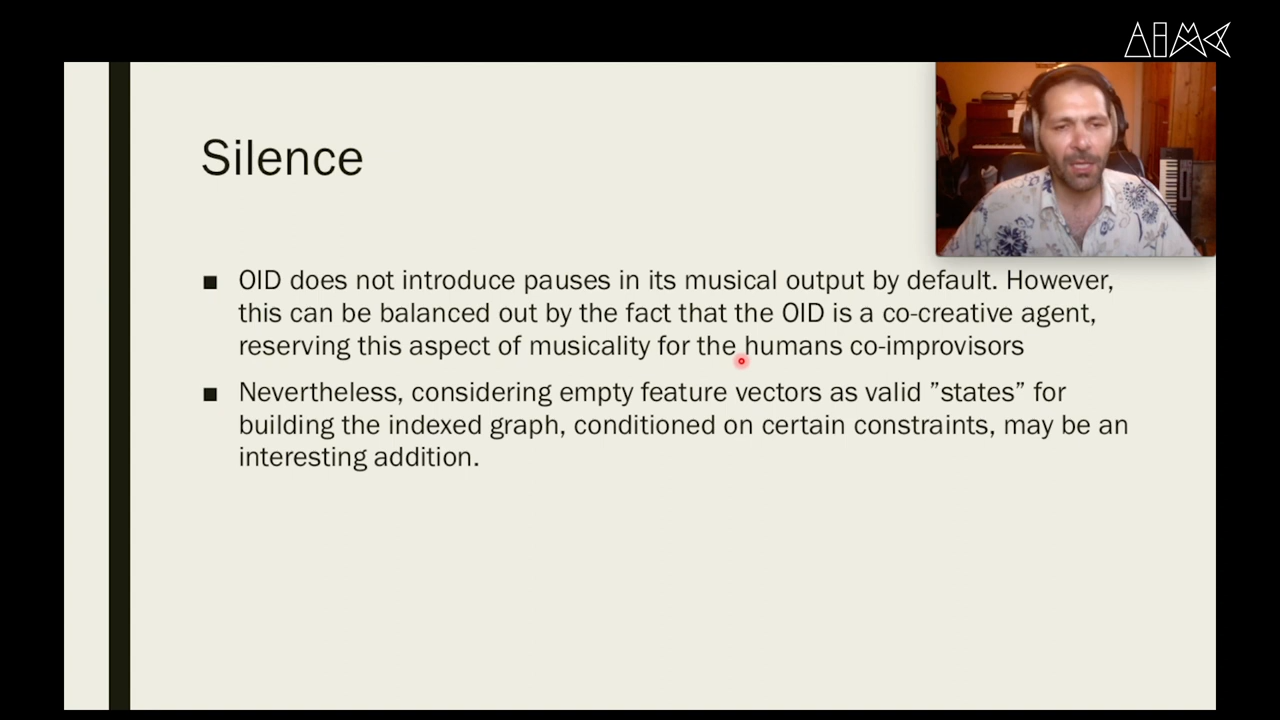 AIMC
Silence
■ OID does not introduce pauses in its musical output by default. However,
this can be balanced out by the fact that the OID is a co-creative agent,
reserving this aspect of musicality for the humans co-improvisors
■ Nevertheless, considering empty feature vectors as valid ”states” for
building the indexed graph, conditioned on certain constraints, may be an
interesting addition.